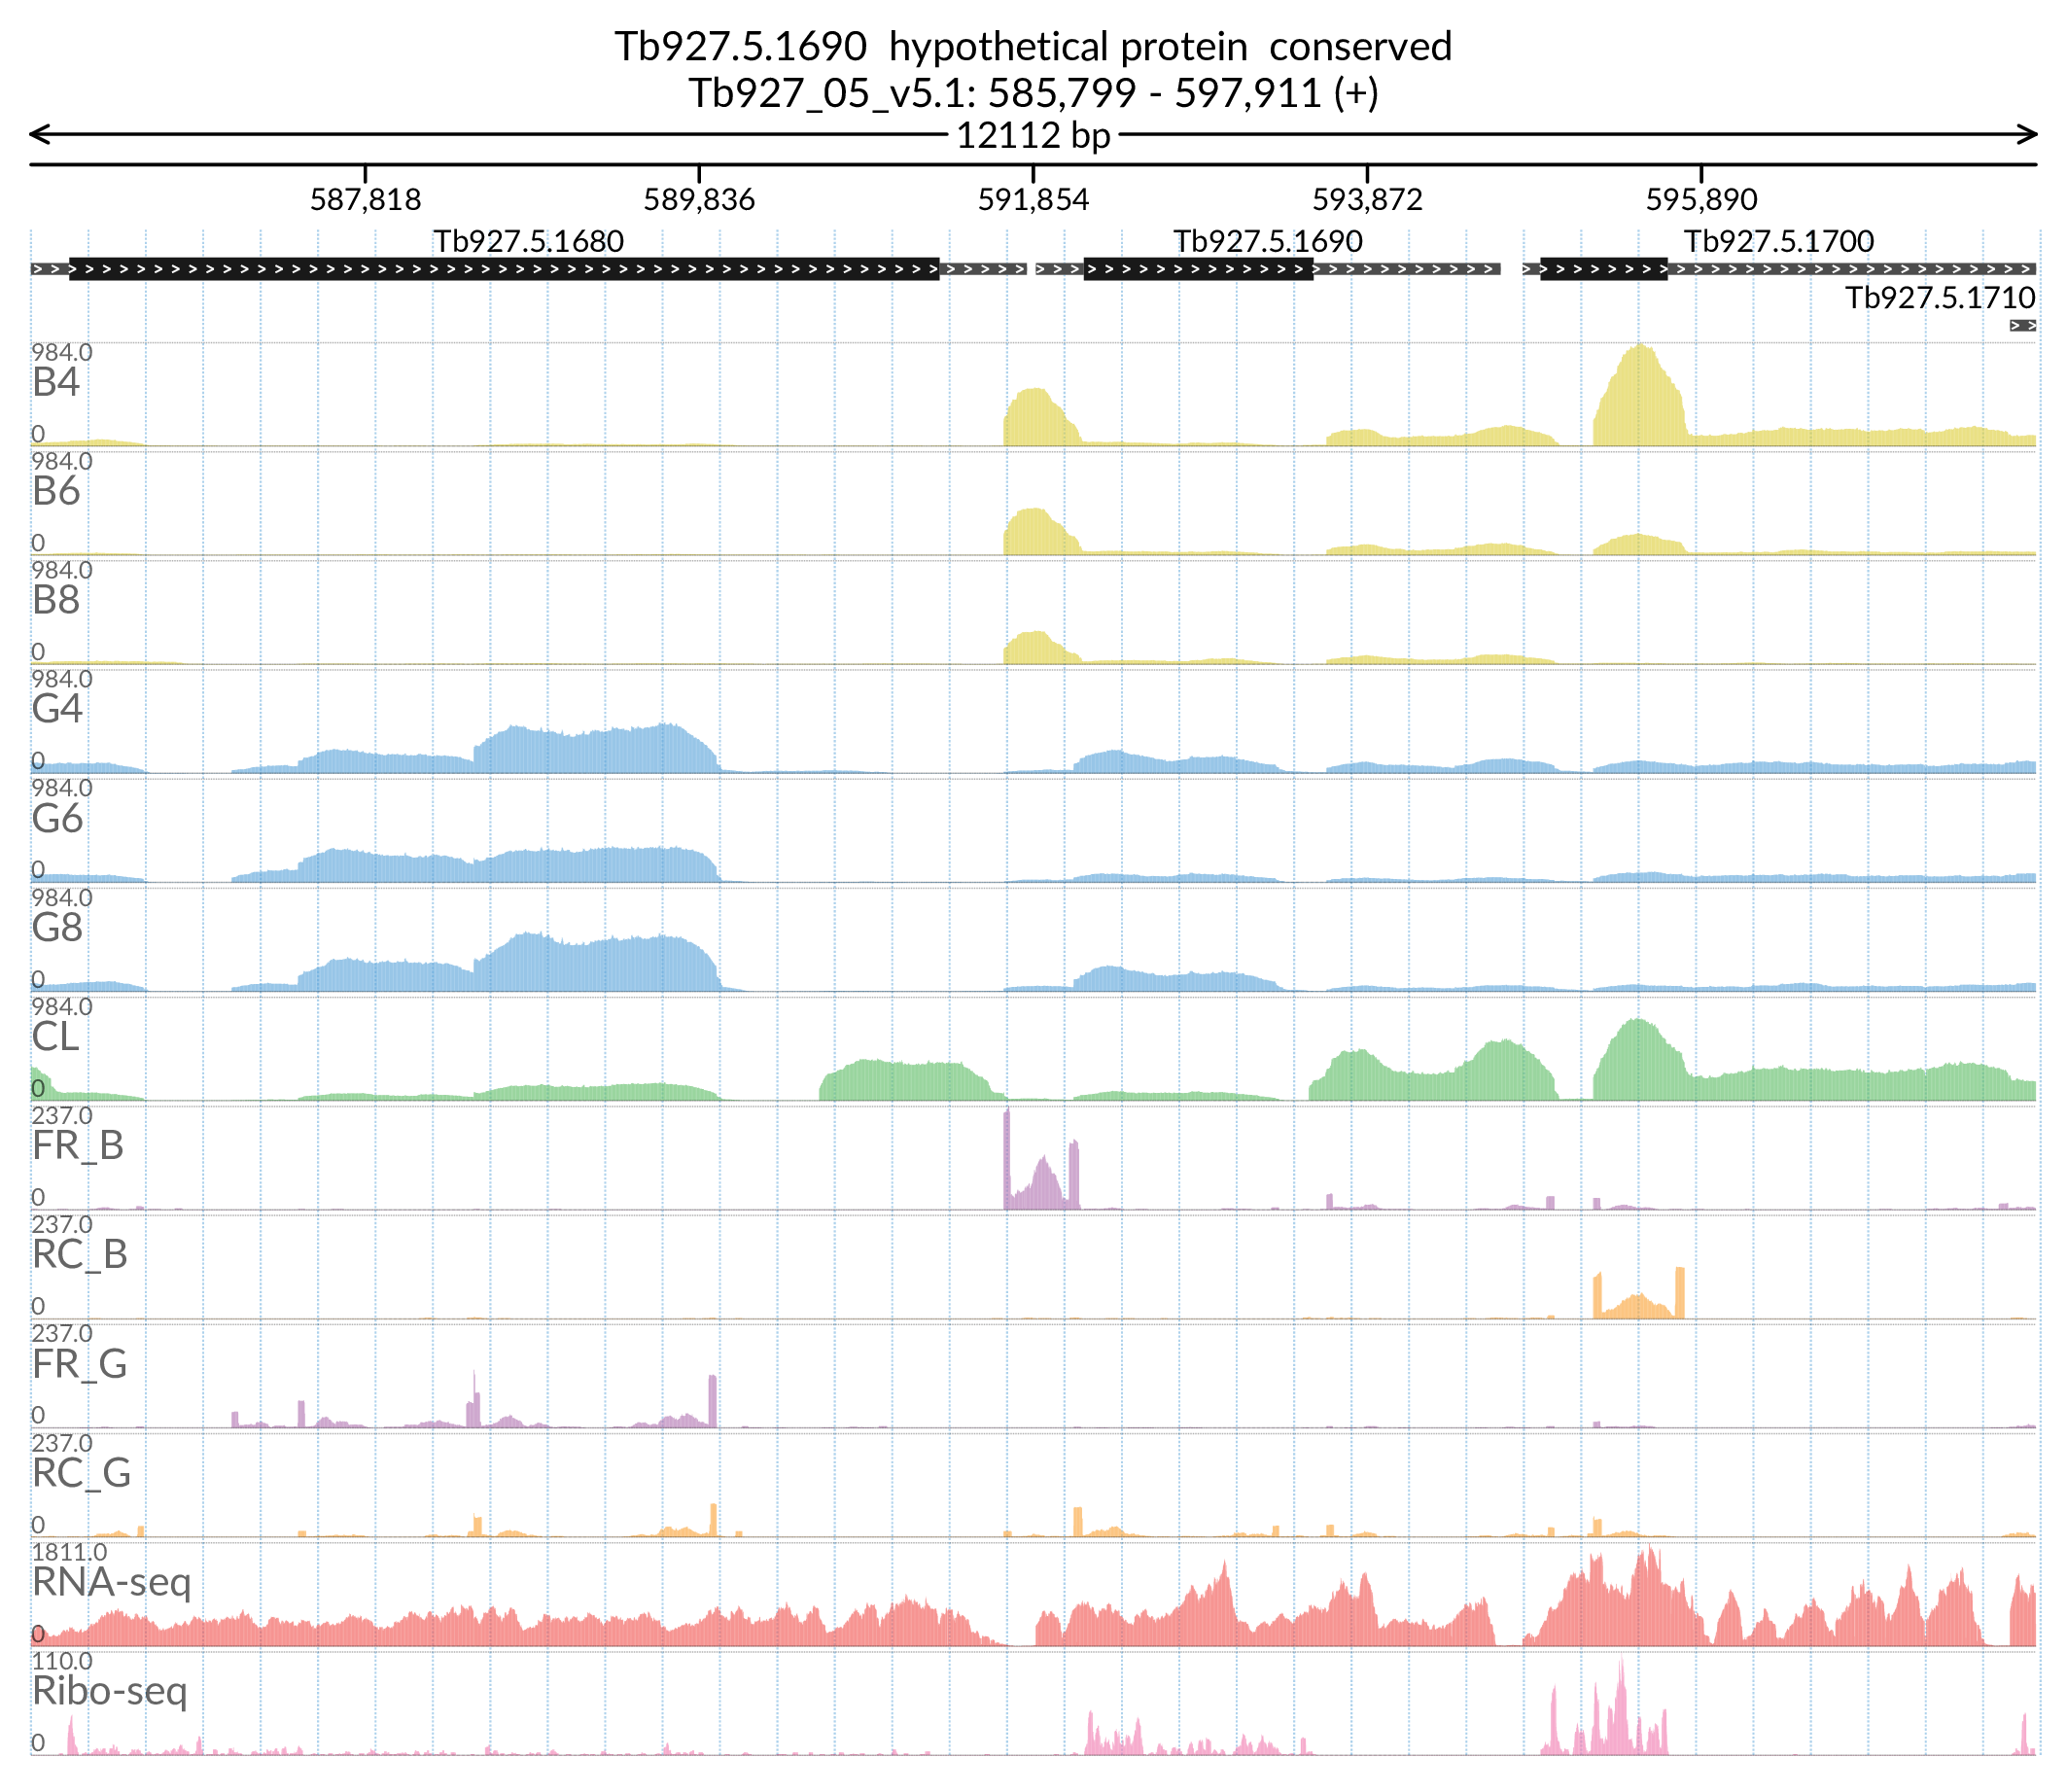 Tb927.5.1690 hypothetical protein conserved
Tb927_05_v5.1: 585,799 - 597,911 (+)
12112 bp
587,818 589,836 591,854 593,872 595,890
Tb927.5.1680 Tb927.5.1690 Tb927.5.1700
Tb927.5.1710
984.0
B4
0
984.0
B6
0
984.0
B8
0
984.0
G4
0
984.0
G6
0
984.0
G8
0
984.0
CL
0
237.0
FR_B
0
237.0
RC_B
0
237.0
FR_G
0
237.0
RC_G
0
1811.0
RNA-seq
0
110.0
Ribo-seq
0